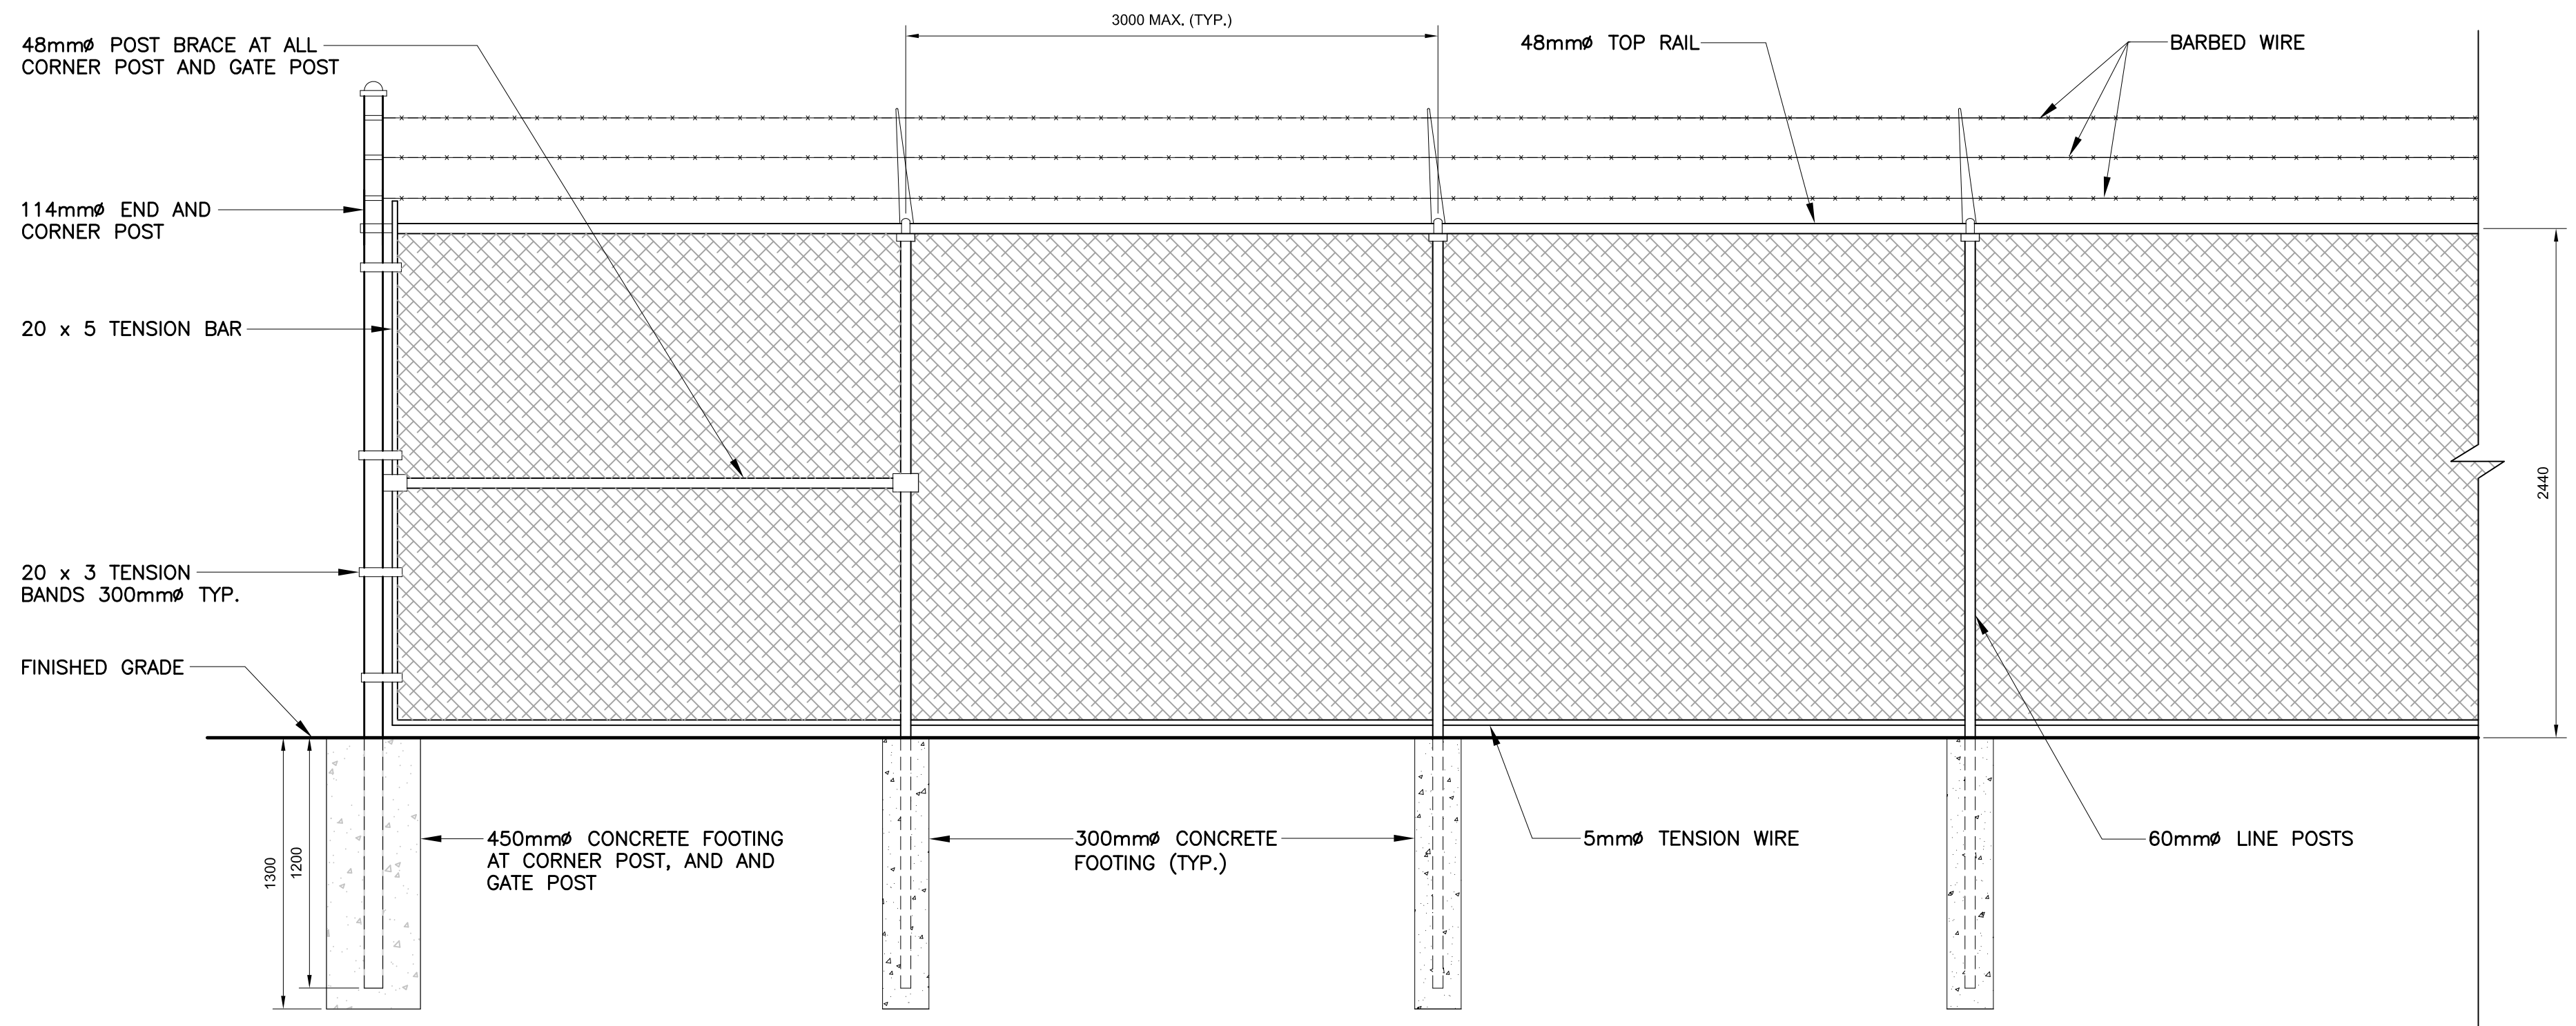 3000 MAX. (TYP.)
48mmø POST BRACE AT ALL
CORNER POST AND GATE POST
48mmø TOP RAIL
BARBED WIRE
114mmø END AND
CORNER POST
20 x 5 TENSION BAR
2440
20 x 3 TENSION
BANDS 300mmø TYP.
FINISHED GRADE
1300
1200
450mmø CONCRETE FOOTING
AT CORNER POST, AND AND
GATE POST
300mmø CONCRETE
FOOTING (TYP.)
5mmø TENSION WIRE
60mmø LINE POSTS